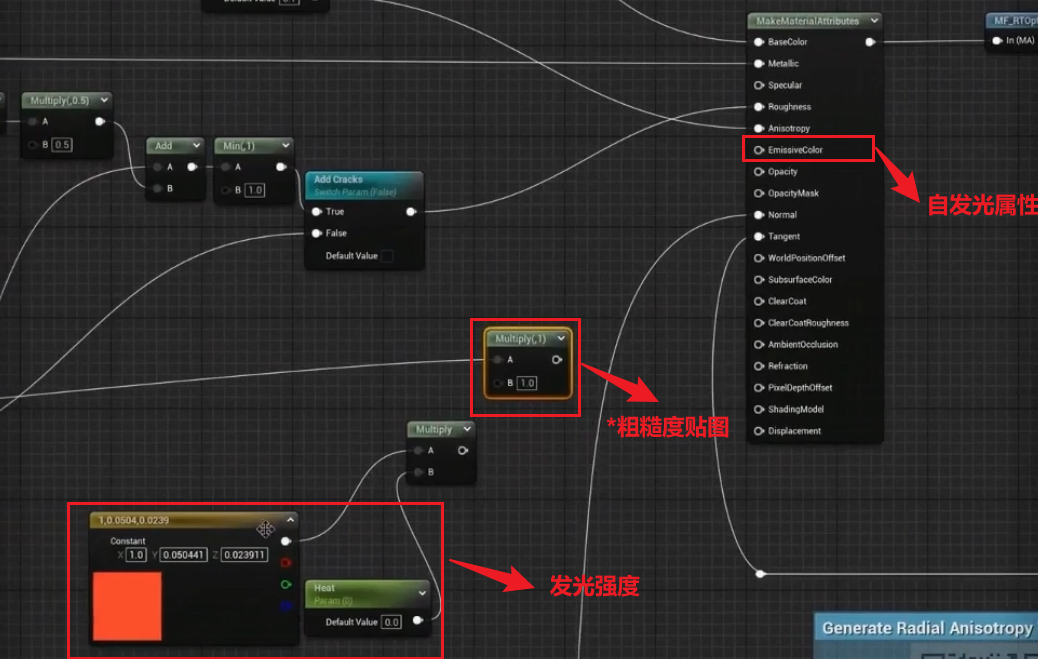 Default Value 0.1
MakeMaterialAttributes
BaseColor
Metallic
Specular
Roughness
Anisotropy
EmissiveColor
Opacity
OpacityMask
Normal
Tangent
WorldPositionOffset
SubsurfaceColor
ClearCoat
ClearCoatRoughness
AmbientOcclusion
Refraction
PixelDepthOffset
ShadingModel
Displacement
MF_RTOpt
In (MA)
自发光属性
Multiply(,0.5)
A
B 0.5
Add
A
B
Min(,1)
A
B 1.0
Add Cracks
Switch Param (False)
True
False
Default Value
Multiply(,1)
A
B 1.0
*粗糙度贴图
Multiply
A
B
1,0.0504,0.0239
Constant
X 1.0 Y 0.050441 Z 0.023911
Heat
Param (0)
Default Value 0.0
发光强度
Generate Radial Anisotropy